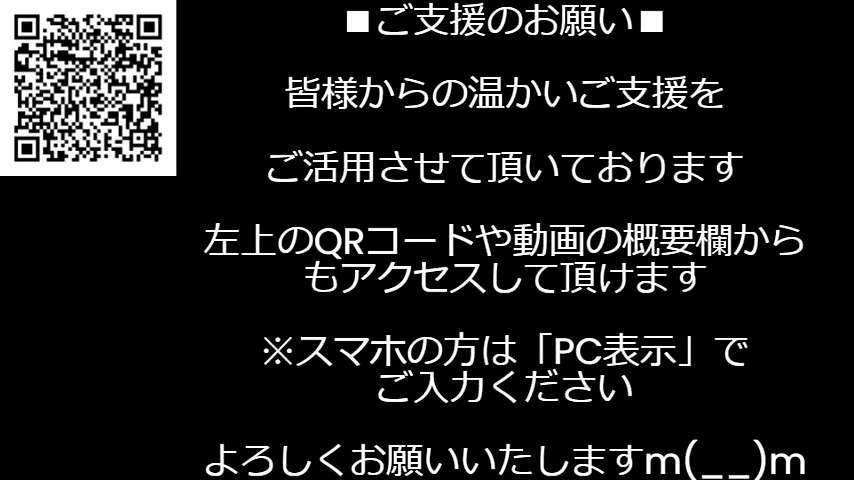 ■ご支援のお願い■
皆様からの温かいご支援を
ご活用させて頂いております
左上のQRコードや動画の概要欄から
もアクセスして頂けます
※スマホの方は「PC表示」で
ご入力ください
よろしくお願いいたしますm(__)m